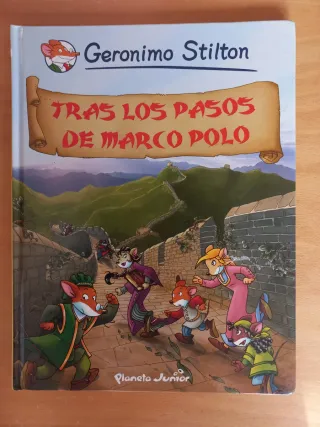 Geronimo Stilton
TRAS LOS PASOS
DE MARCO POLO
Planeta Junior